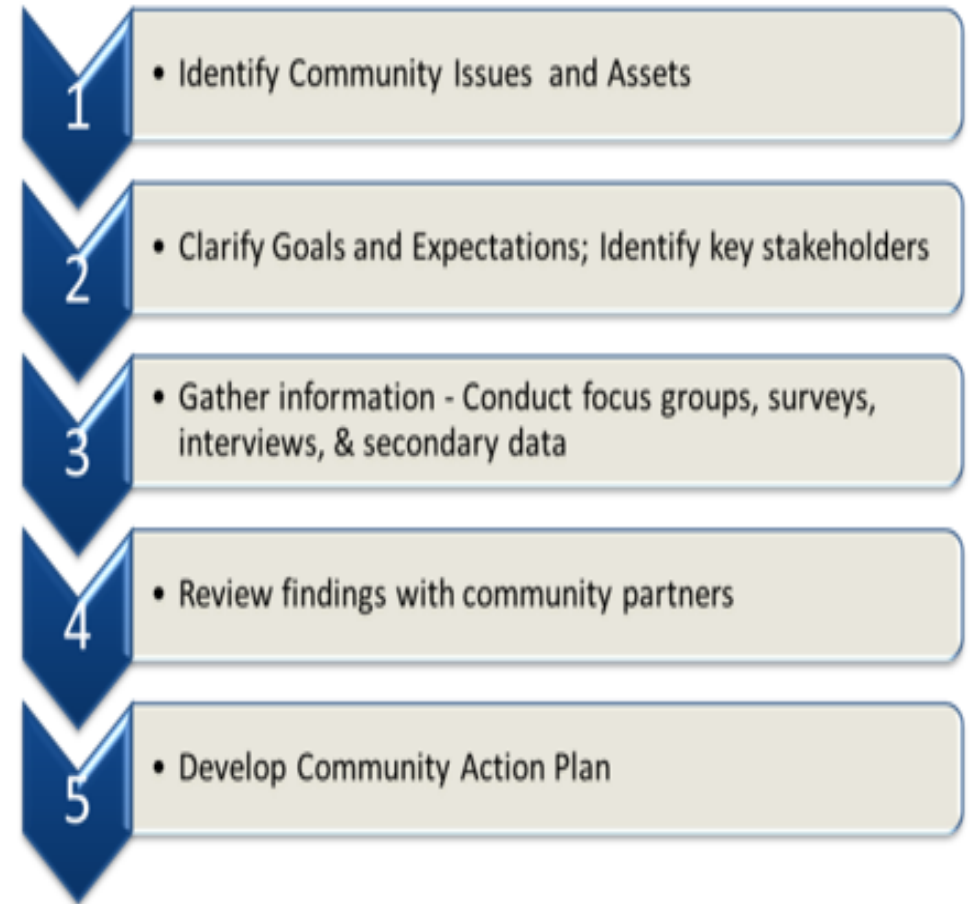 1
• Identify Community Issues and Assets
2
• Clarify Goals and Expectations; Identify key stakeholders
3
• Gather information - Conduct focus groups, surveys,
interviews, & secondary data
4
• Review findings with community partners
5
• Develop Community Action Plan